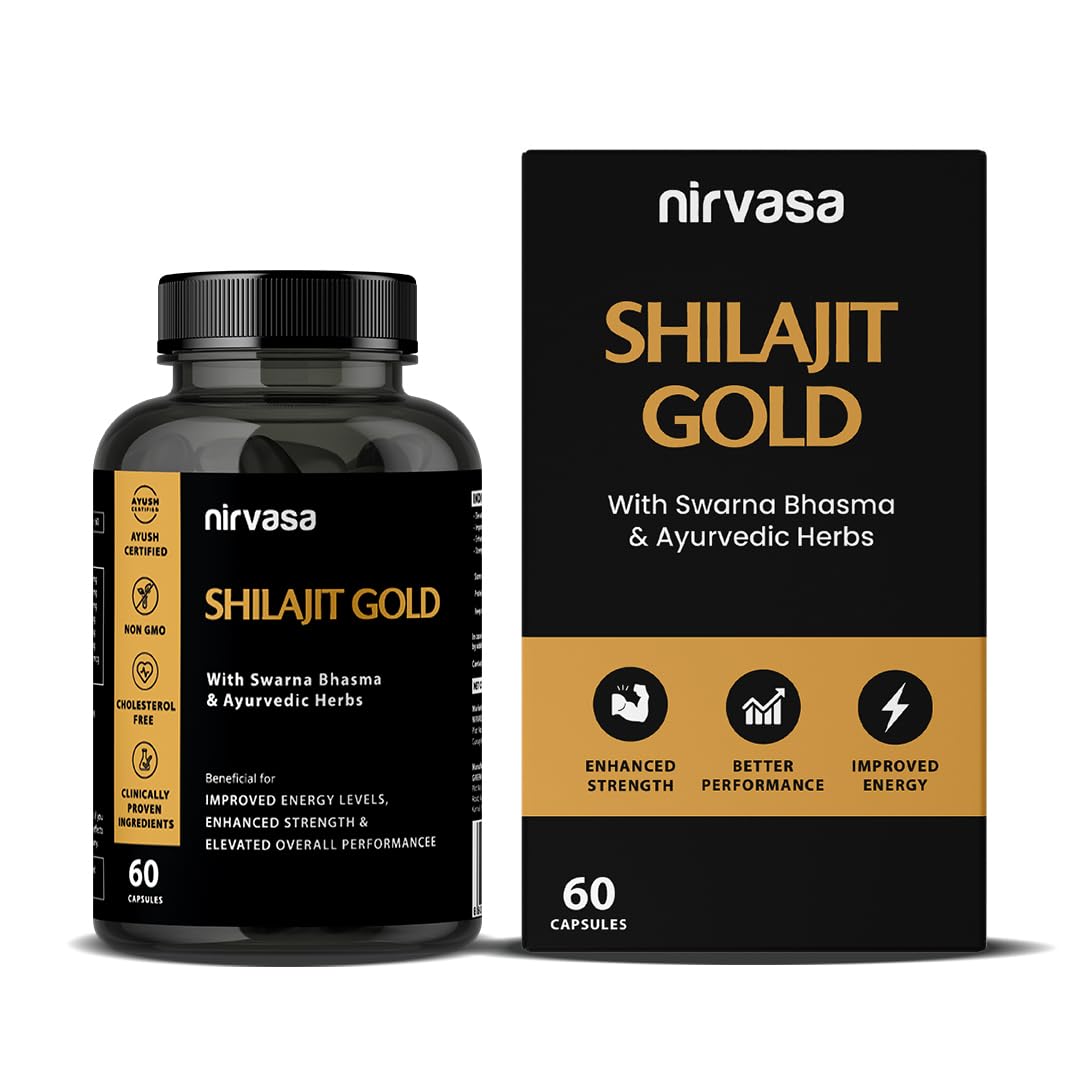 nirvasa
SHILAJIT
GOLD
With Swarna Bhasma
& Ayurvedic Herbs
ENHANCED
STRENGTH
BETTER
PERFORMANCE
IMPROVED
ENERGY
60
CAPSULES
AYUSH
CERTIFIED
AYUSH
CERTIFIED
NON GMO
CHOLESTEROL
FREE
CLINICALLY
PROVEN
INGREDIENTS
60
CAPSULES
nirvasa
SHILAJIT GOLD
With Swarna Bhasma
& Ayurvedic Herbs
Beneficial for
IMPROVED ENERGY LEVELS,
ENHANCED STRENGTH &
ELEVATED OVERALL PERFORMANCEE